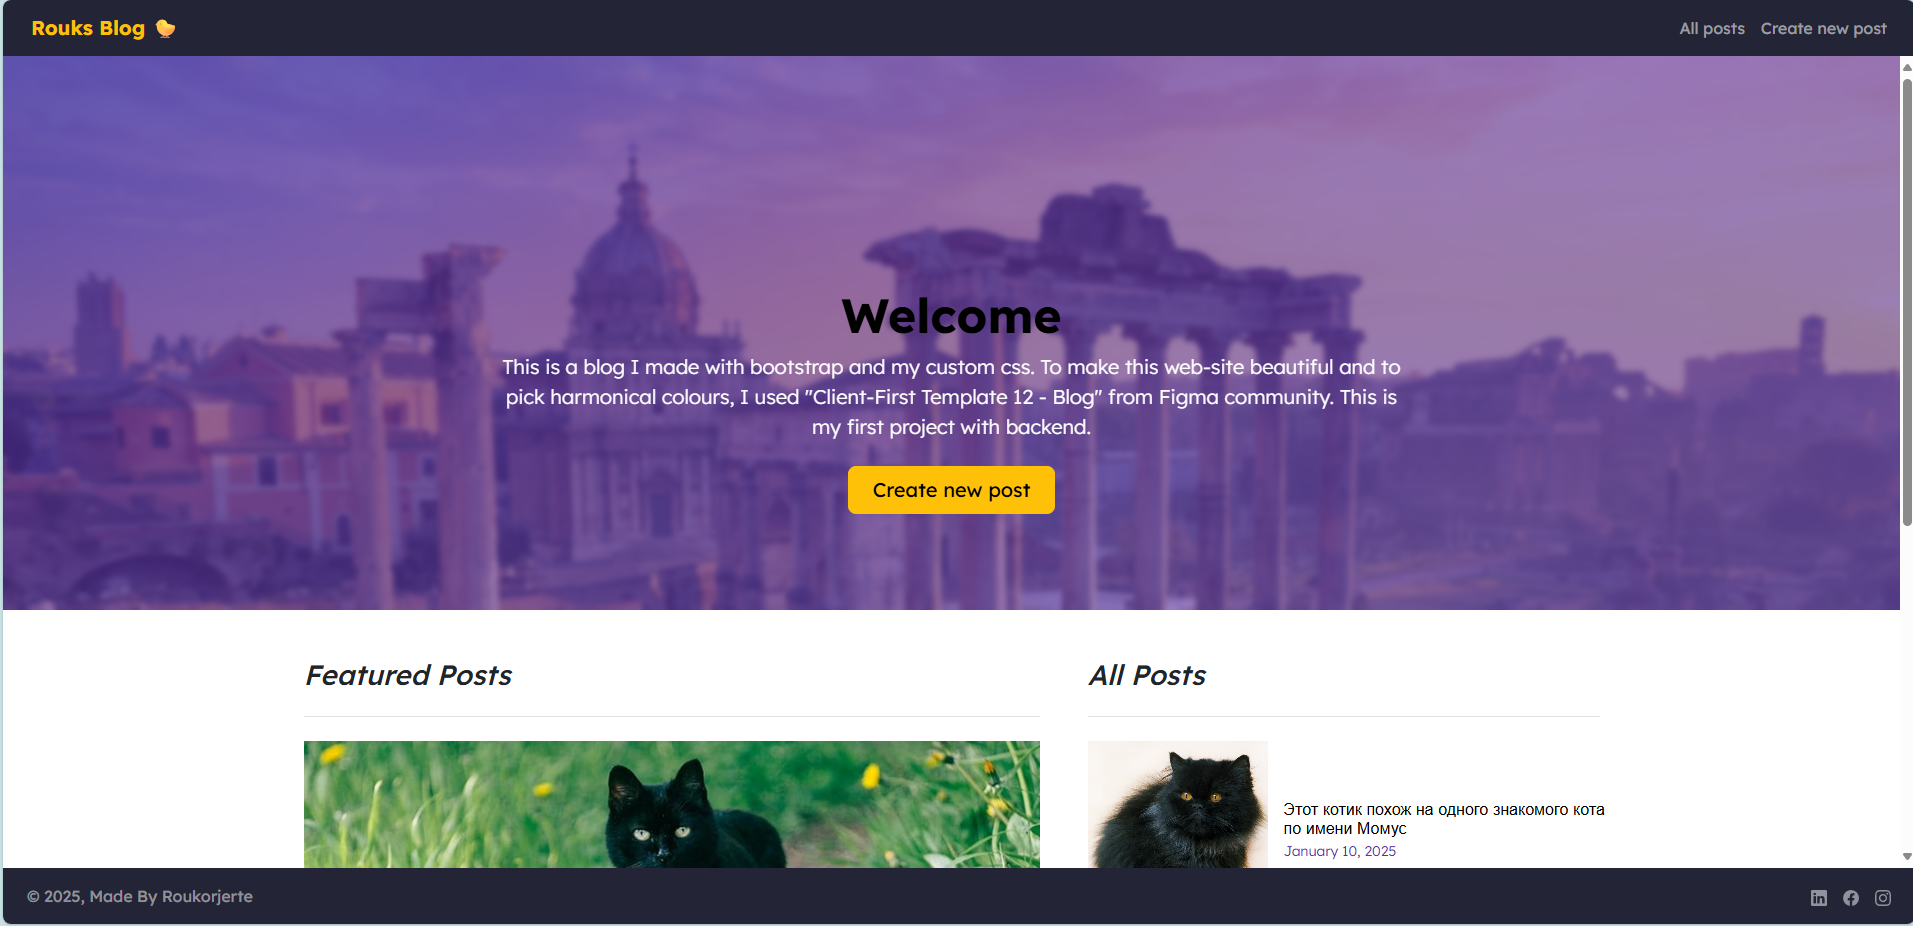 Rouks Blog 🐤
All posts
Create new post
Welcome
This is a blog I made with bootstrap and my custom css. To make this web-site beautiful and to
pick harmonical colours, I used "Client-First Template 12 - Blog" from Figma community. This is
my first project with backend.
Create new post
Featured Posts
All Posts
Этот котик похож на одного знакомого кота
по имени Момус
January 10, 2025
© 2025, Made By Roukorjerte